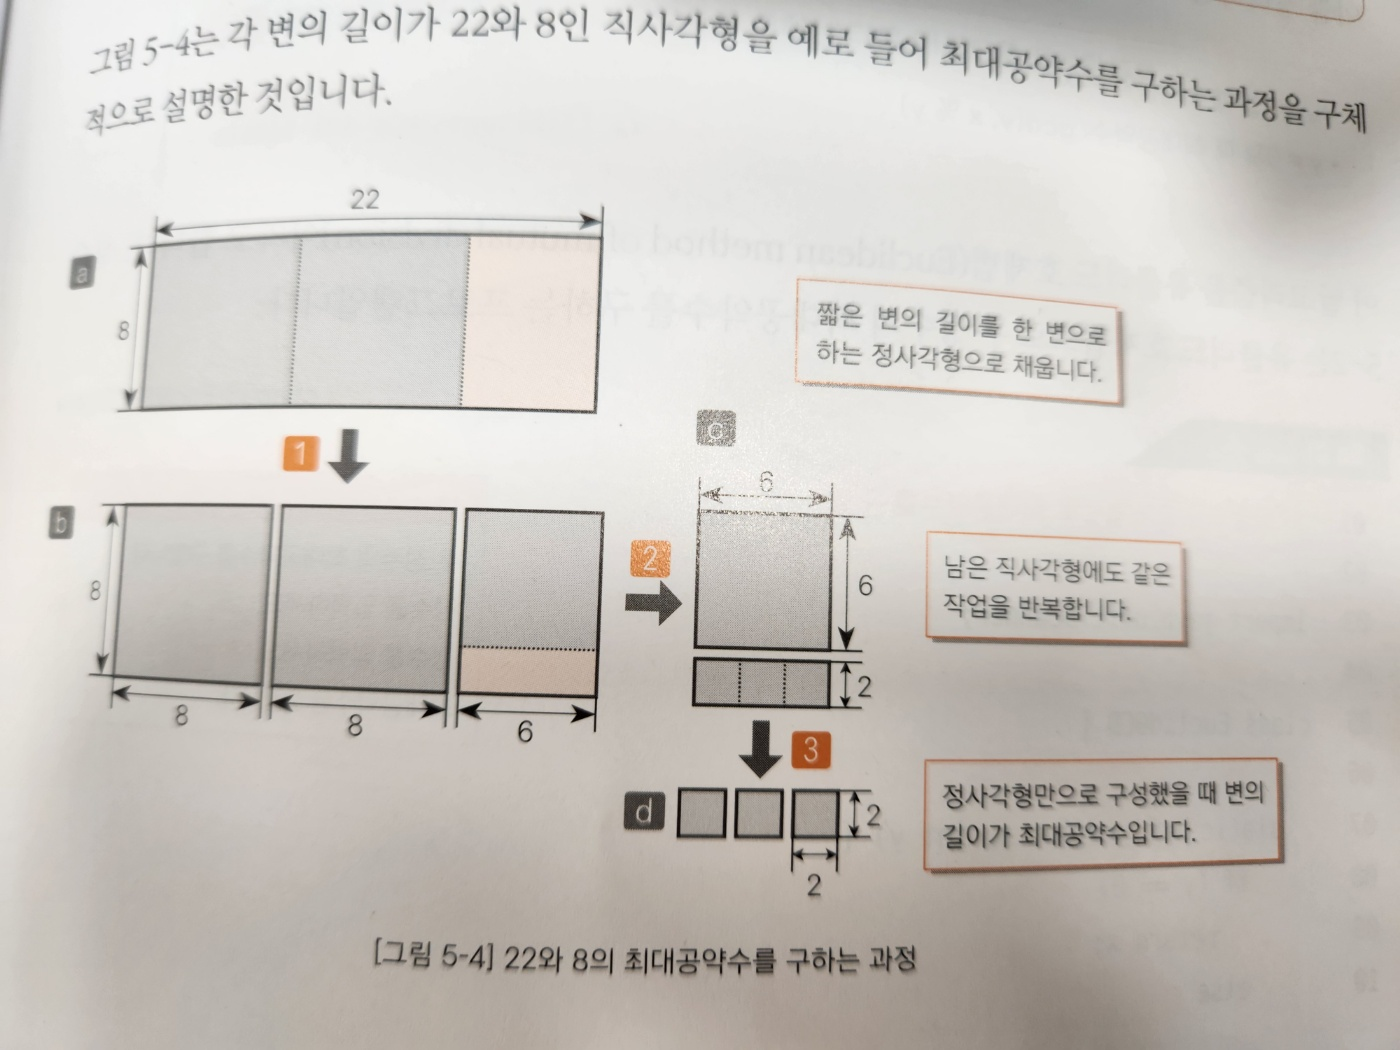 그림 5-4는 각 변의 길이가 22와 8인 직사각형을 예로 들어 최대공약수를 구하는 과정을 구체
적으로 설명한 것입니다.
22
a
8
짧은 변의 길이를 한 변으로
하는 정사각형으로 채웁니다.
1
c
6
b
8
2
6
남은 직사각형에도 같은
작업을 반복합니다.
2
8
8
6
3
d
2
정사각형만으로 구성했을 때 변의
길이가 최대공약수입니다.
2
[그림 5-4] 22와 8의 최대공약수를 구하는 과정